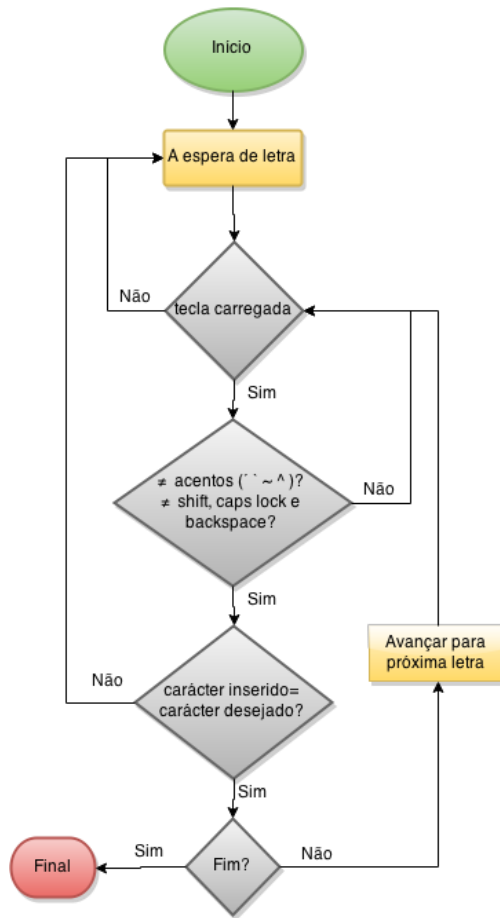 Início
A espera de letra
Não
tecla carregada
Sim
≠ acentos (´ ` ~ ^ )?
≠ shift, caps lock e
backspace?
Não
Sim
Avançar para
próxima letra
Não
carácter inserido=
carácter desejado?
Sim
Final
Sim
Fim?
Não